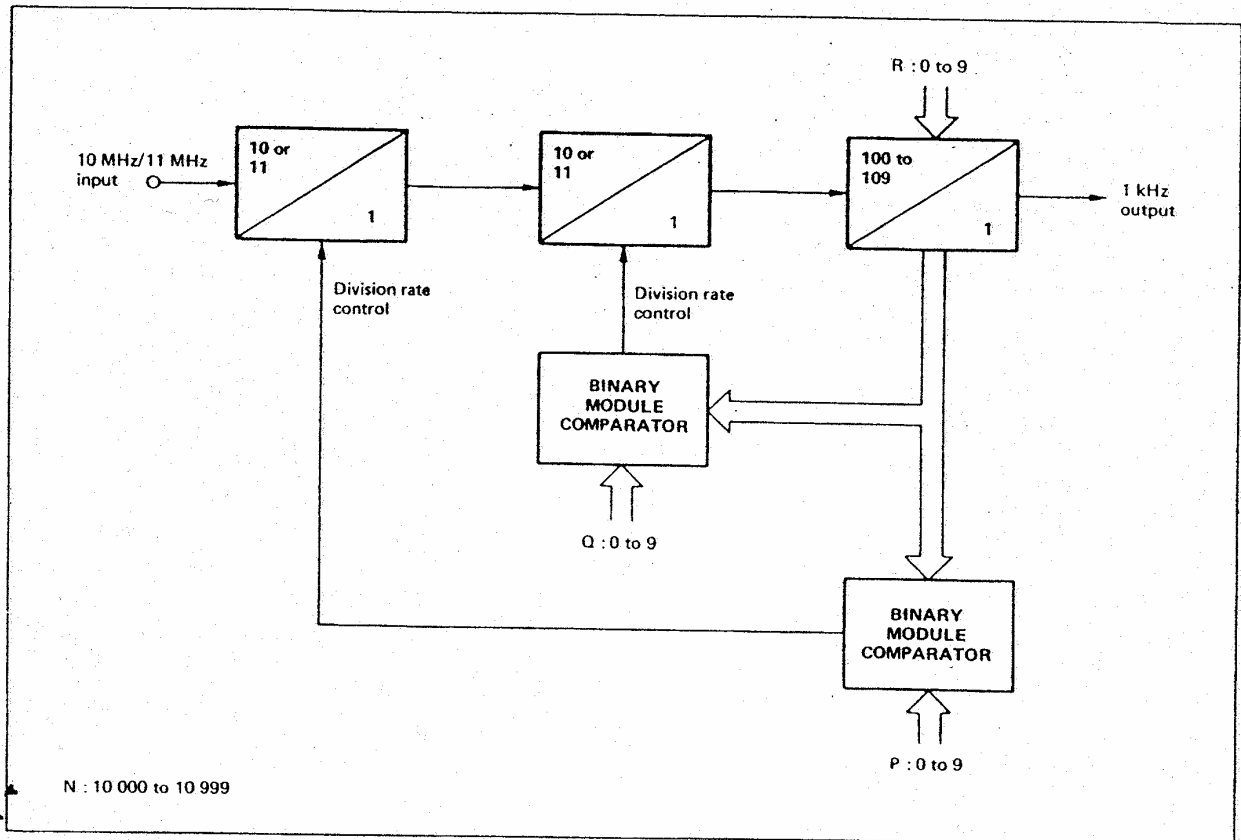 R : 0 to 9
10 MHz/11 MHz
input
10 or
11
1
10 or
11
1
100 to
109
1
1 kHz
output
Division rate
control
Division rate
control
BINARY
MODULE
COMPARATOR
Q : 0 to 9
BINARY
MODULE
COMPARATOR
P : 0 to 9
N : 10 000 to 10 999